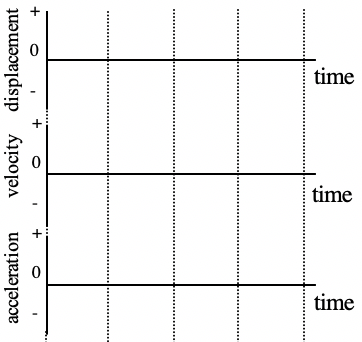 displacement
+
0
-
time
velocity
+
0
-
time
acceleration
+
0
-
time